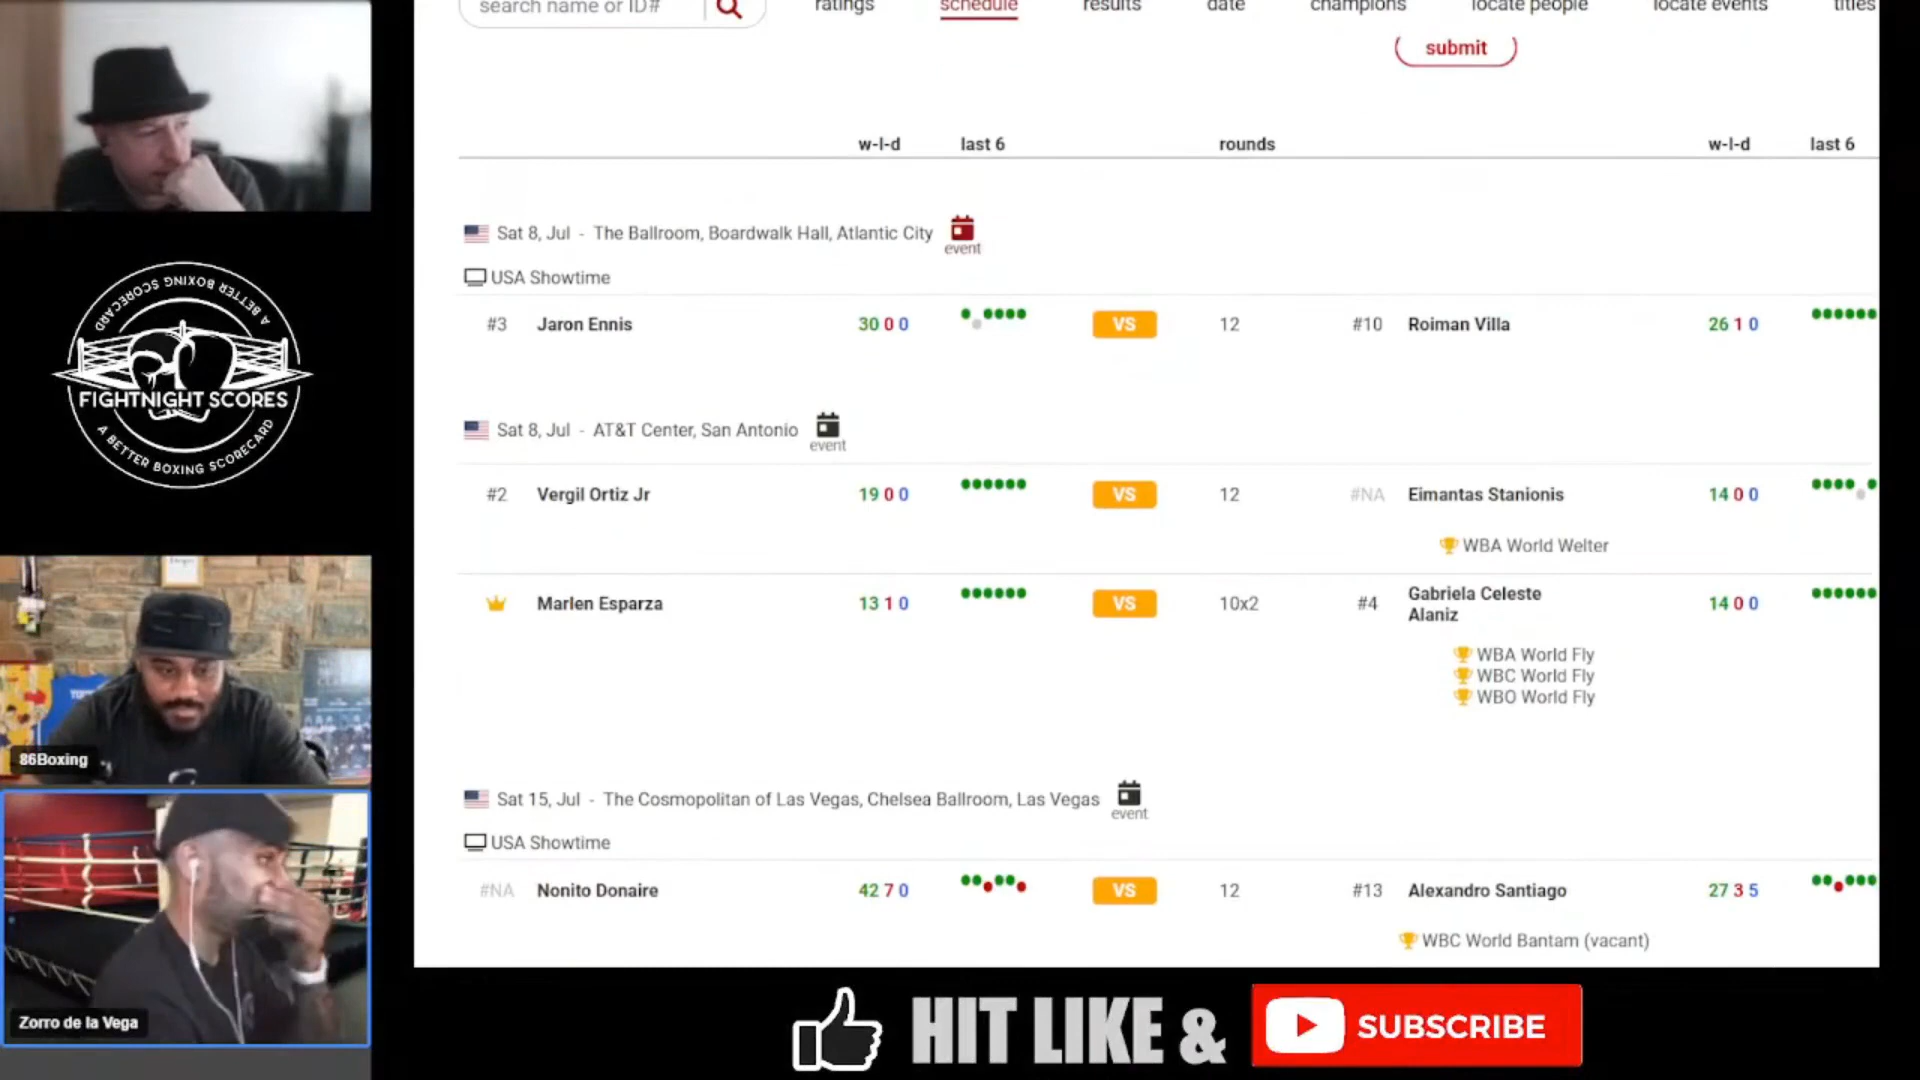 search name or ID#
ratings
schedule
results
date
champions
locate people
locate events
titles
submit
w-l-d
last 6
rounds
w-l-d
last 6
Sat 8, Jul - The Ballroom, Boardwalk Hall, Atlantic City
event
USA Showtime
#3 Jaron Ennis 30 0 0 VS 12 #10 Roiman Villa 26 1 0
Sat 8, Jul - AT&T Center, San Antonio
event
#2 Vergil Ortiz Jr 19 0 0 VS 12 #NA Eimantas Stanionis 14 0 0
WBA World Welter
Marlen Esparza 13 1 0 VS 10x2 #4 Gabriela Celeste
Alaniz 14 0 0
WBA World Fly
WBC World Fly
WBO World Fly
Sat 15, Jul - The Cosmopolitan of Las Vegas, Chelsea Ballroom, Las Vegas
event
USA Showtime
#NA Nonito Donaire 42 7 0 VS 12 #13 Alexandro Santiago 27 3 5
WBC World Bantam (vacant)
A BETTER BOXING SCORECARD
FIGHTNIGHT SCORES
A BETTER BOXING SCORECARD
86Boxing
Zorro de la Vega
HIT LIKE &
SUBSCRIBE